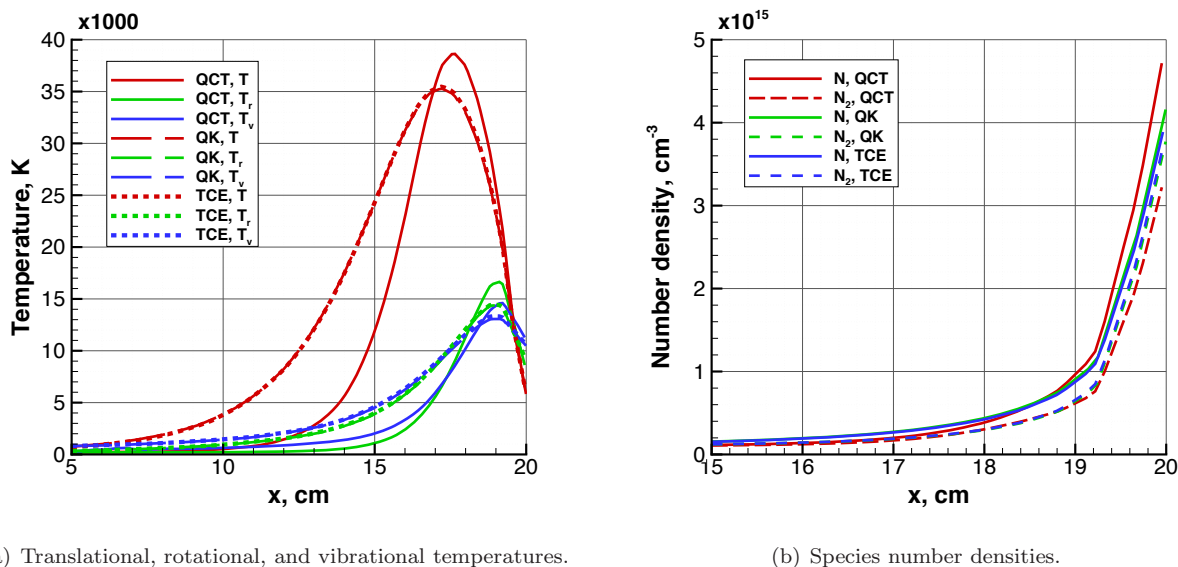 x1000
40
35
30
25
20
15
10
5
0
Temperature, K
QCT, T
QCT, Tr
QCT, Tv
QK, T
QK, Tr
QK, Tv
TCE, T
TCE, Tr
TCE, Tv
5
10
15
20
x, cm
x10^15
5
4
3
2
1
0
Number density, cm^-3
N, QCT
N2, QCT
N, QK
N2, QK
N, TCE
N2, TCE
15
16
17
18
19
20
x, cm
) Translational, rotational, and vibrational temperatures.
(b) Species number densities.